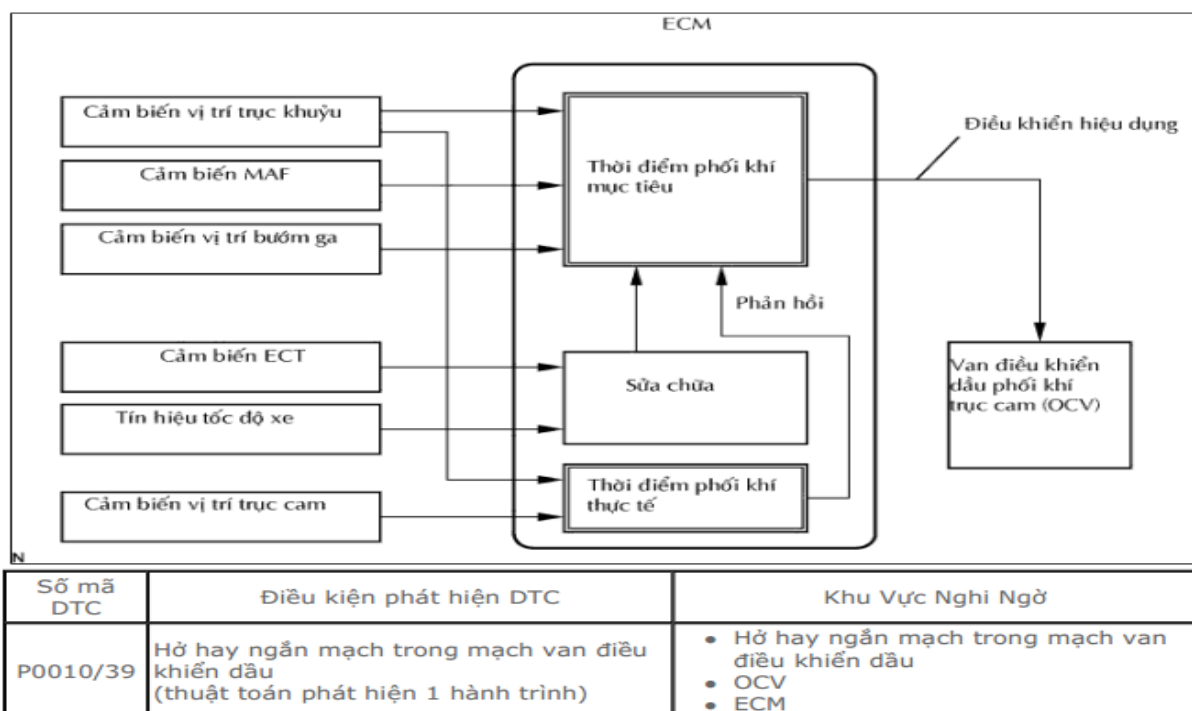 ECM
Cảm biến vị trí trục khuỷu
Cảm biến MAF
Cảm biến vị trí bướm ga
Cảm biến ECT
Tín hiệu tốc độ xe
Cảm biến vị trí trục cam
Thời điểm phối khí
mục tiêu
Phản hồi
Sửa chữa
Thời điểm phối khí
thực tế
Điều khiển hiệu dụng
Van điều khiển
dầu phối khí
trục cam (OCV)
N
Số mã
DTC
Điều kiện phát hiện DTC
Khu Vực Nghi Ngờ
P0010/39
Hở hay ngắn mạch trong mạch van điều
khiển dầu
(thuật toán phát hiện 1 hành trình)
• Hở hay ngắn mạch trong mạch van
điều khiển dầu
• OCV
• ECM